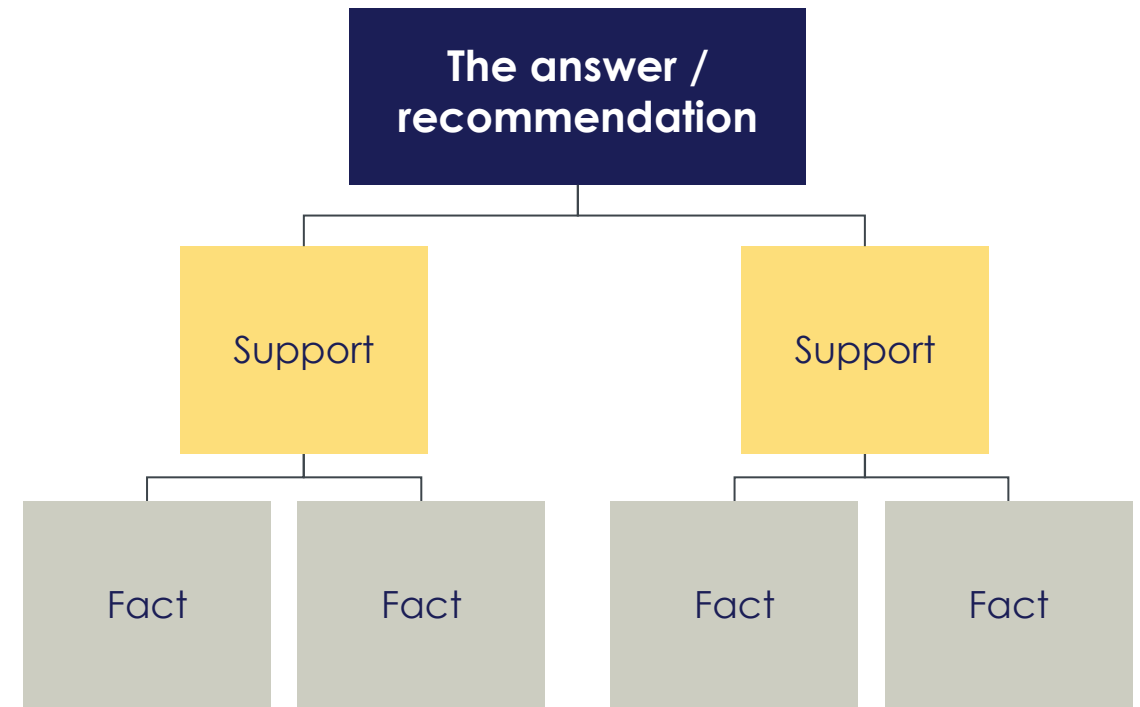 The answer /
recommendation
Support
Support
Fact
Fact
Fact
Fact